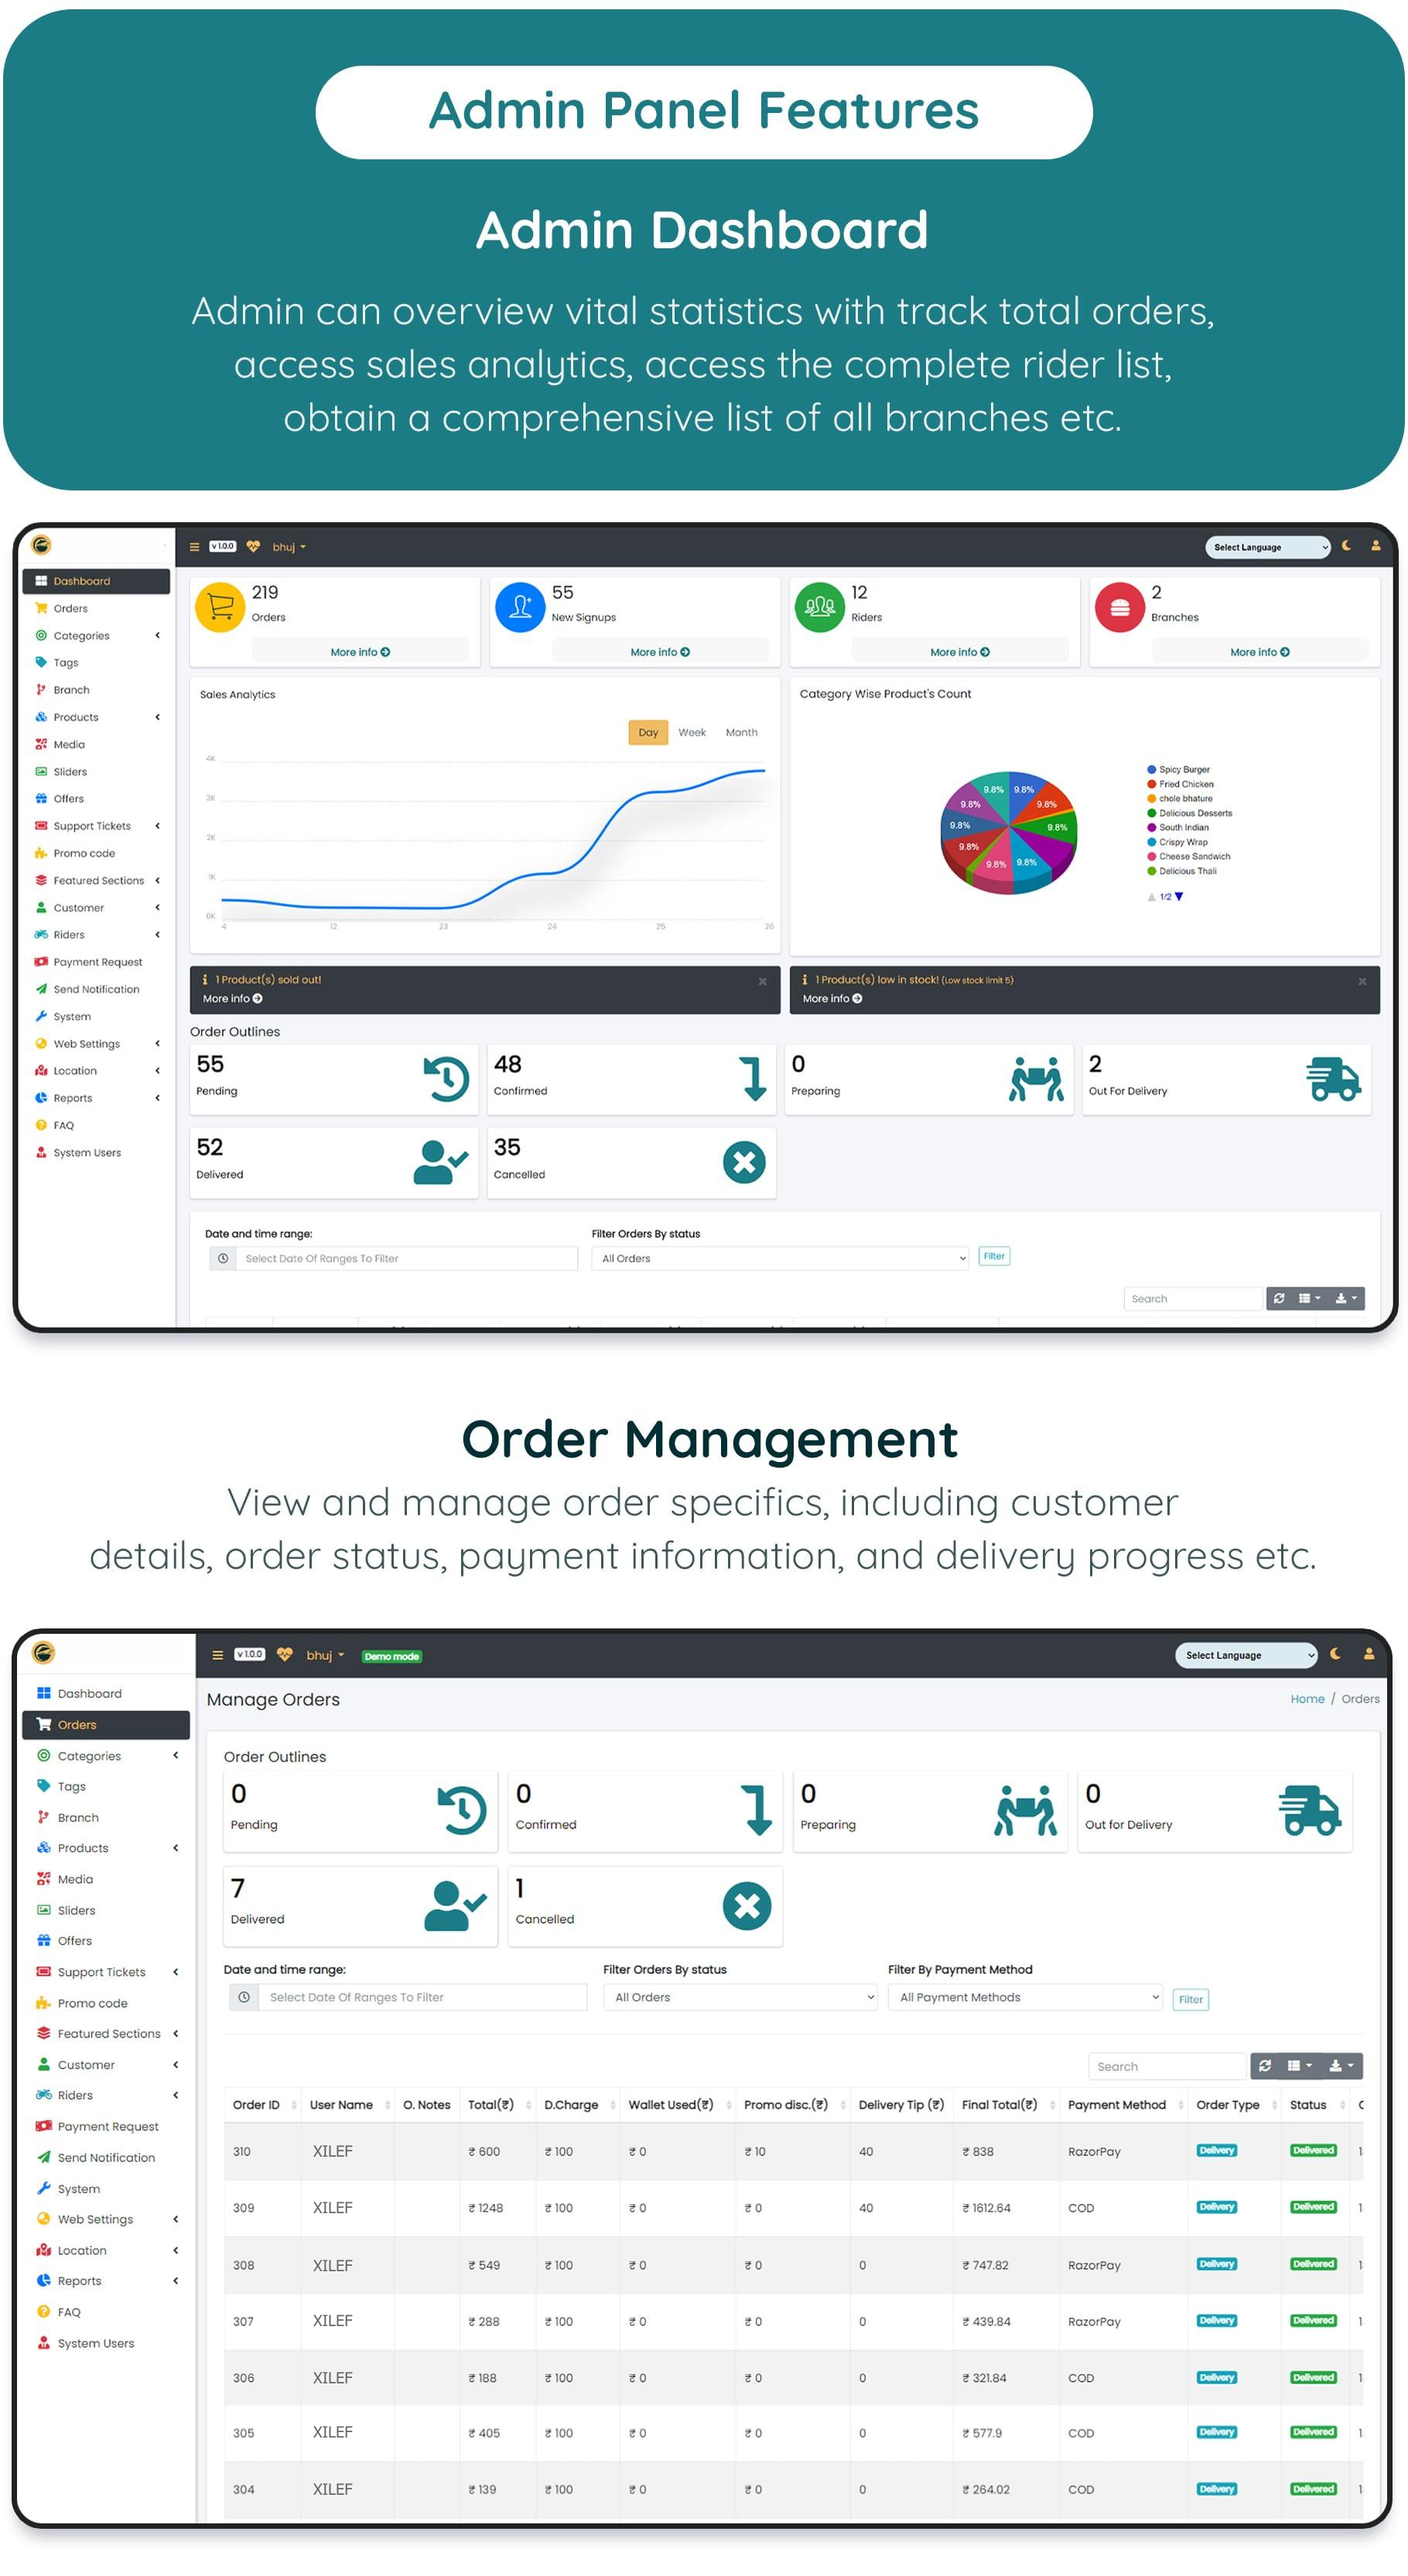 Admin Panel Features
Admin Dashboard
Admin can overview vital statistics with track total orders,
access sales analytics, access the complete rider list,
obtain a comprehensive list of all branches etc.
v 1.0.0 bhuj Select Language
Dashboard
Orders
Categories
Tags
Branch
Products
Media
Sliders
Offers
Support Tickets
Promo code
Featured Sections
Customer
Riders
Payment Request
Send Notification
System
Web Settings
Location
Reports
FAQ
System Users
219
Orders
More info
55
New Signups
More info
12
Riders
More info
2
Branches
More info
Sales Analytics
Day Week Month
4K
3K
2K
1K
0K
4 12 23 24 25 26
Category Wise Product's Count
9.8% 9.8%
9.8% 9.8%
9.8% 9.8%
9.8%
9.8% 9.8%
Spicy Burger
Fried Chicken
chole bhature
Delicious Desserts
South Indian
Crispy Wrap
Cheese Sandwich
Delicious Thali
1/2
1 Product(s) sold out!
More info
1 Product(s) low in stock! (Low stock limit 5)
More info
Order Outlines
55
Pending
48
Confirmed
0
Preparing
2
Out For Delivery
52
Delivered
35
Cancelled
Date and time range: Filter Orders By status
Select Date Of Ranges To Filter All Orders Filter
Search
Order Management
View and manage order specifics, including customer
details, order status, payment information, and delivery progress etc.
v 1.0.0 bhuj Demo mode Select Language
Dashboard
Orders
Categories
Tags
Branch
Products
Media
Sliders
Offers
Support Tickets
Promo code
Featured Sections
Customer
Riders
Payment Request
Send Notification
System
Web Settings
Location
Reports
FAQ
System Users
Manage Orders Home / Orders
Order Outlines
0
Pending
0
Confirmed
0
Preparing
0
Out for Delivery
7
Delivered
1
Cancelled
Date and time range: Filter Orders By status Filter By Payment Method
Select Date Of Ranges To Filter All Orders All Payment Methods Filter
Search
Order ID User Name O. Notes Total(₹) D.Charge Wallet Used(₹) Promo disc.(₹) Delivery Tip (₹) Final Total(₹) Payment Method Order Type Status
310 XILEF ₹ 600 ₹ 100 ₹ 0 ₹ 10 40 ₹ 838 RazorPay Delivery Delivered
309 XILEF ₹ 1248 ₹ 100 ₹ 0 ₹ 0 40 ₹ 1612.64 COD Delivery Delivered
308 XILEF ₹ 549 ₹ 100 ₹ 0 ₹ 0 0 ₹ 747.82 RazorPay Delivery Delivered
307 XILEF ₹ 288 ₹ 100 ₹ 0 ₹ 0 0 ₹ 439.84 RazorPay Delivery Delivered
306 XILEF ₹ 188 ₹ 100 ₹ 0 ₹ 0 0 ₹ 321.84 COD Delivery Delivered
305 XILEF ₹ 405 ₹ 100 ₹ 0 ₹ 0 0 ₹ 577.9 COD Delivery Delivered
304 XILEF ₹ 139 ₹ 100 ₹ 0 ₹ 0 0 ₹ 264.02 COD Delivery Delivered